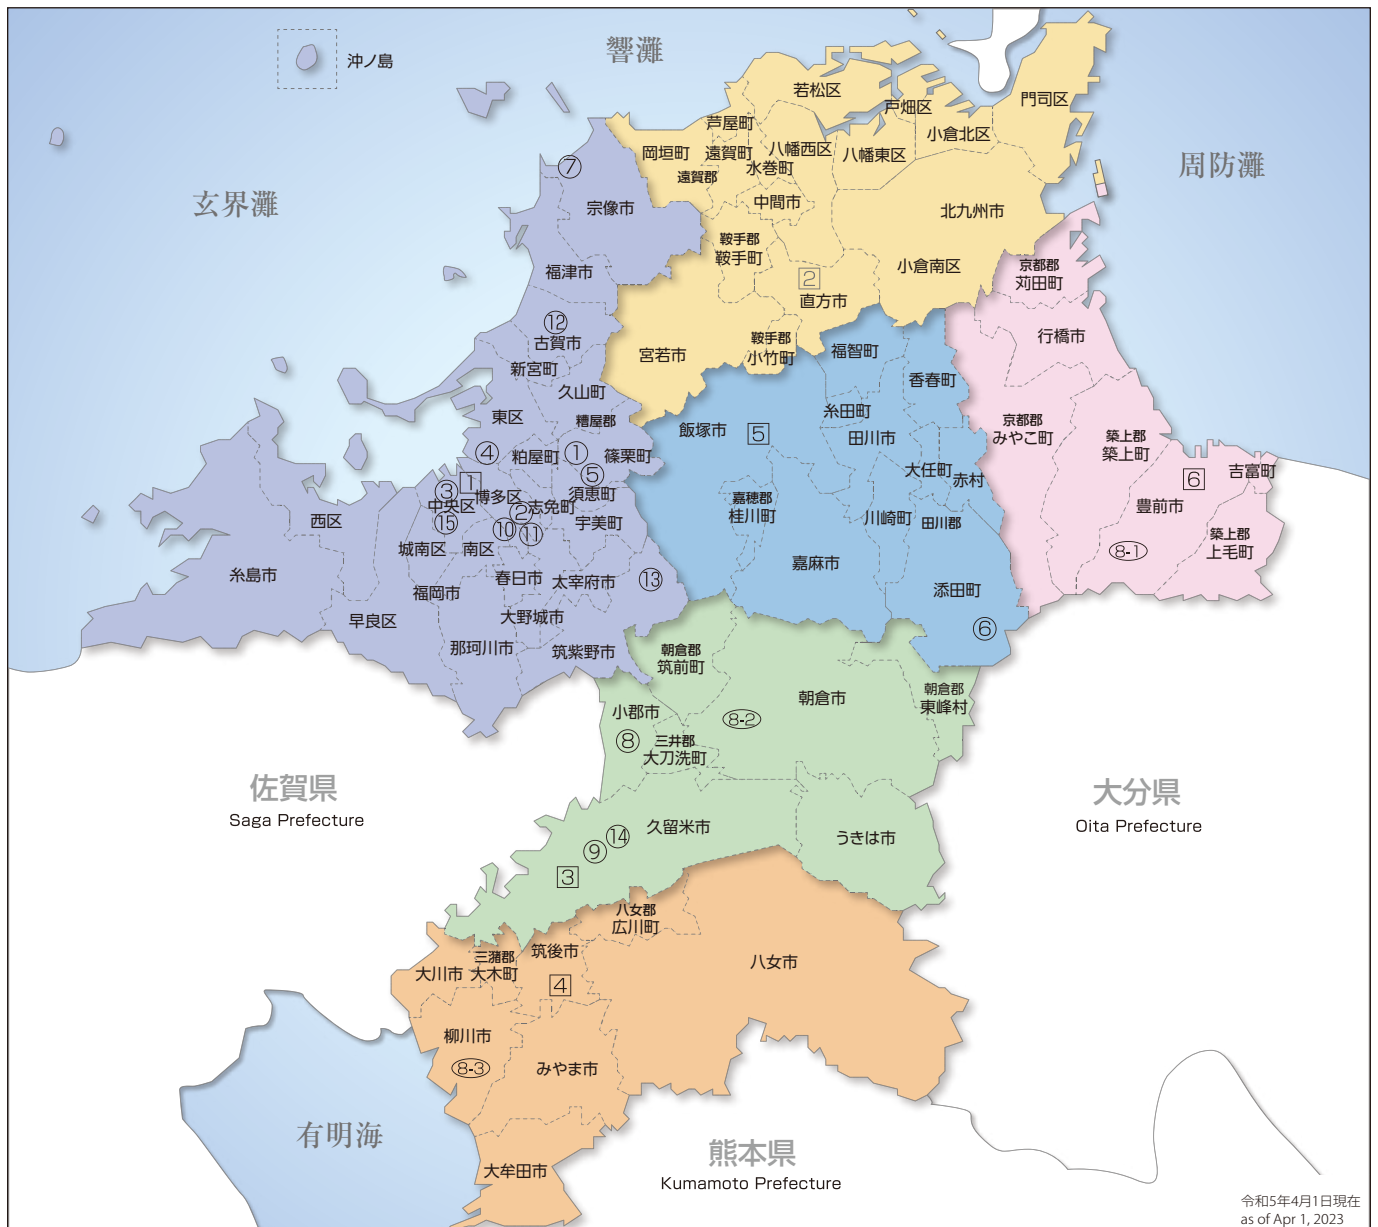 響灘
沖ノ島
玄界灘
周防灘
若松区
戸畑区
門司区
芦屋町
小倉北区
岡垣町
遠賀町
八幡西区
八幡東区
水巻町
遠賀郡
⑦
宗像市
中間市
北九州市
鞍手郡
鞍手町
小倉南区
京都郡
苅田町
福津市
2
直方市
⑫
古賀市
行橋市
新宮町
宮若市
鞍手郡
小竹町
福智町
香春町
久山町
東区
糟屋郡
糸田町
飯塚市
5
田川市
京都郡
みやこ町
築上郡
築上町
④
粕屋町
①
篠栗町
⑤
大任町
赤村
吉富町
6
1
③
博多区
中央区
②
志免町
須恵町
嘉穂郡
桂川町
豊前市
⑮
⑩
⑪
宇美町
川崎町
田川郡
西区
城南区
南区
8-1
築上郡
上毛町
糸島市
春日市
太宰府市
⑬
嘉麻市
添田町
福岡市
早良区
大野城市
⑥
那珂川市
筑紫野市
朝倉郡
筑前町
朝倉市
朝倉郡
東峰村
小郡市
8-2
⑧
三井郡
大刀洗町
佐賀県
Saga Prefecture
大分県
Oita Prefecture
久留米市
うきは市
⑭
⑨
3
八女郡
広川町
筑後市
三潴郡
大木町
大川市
八女市
4
柳川市
8-3
みやま市
有明海
大牟田市
熊本県
Kumamoto Prefecture
令和5年4月1日現在
as of Apr 1, 2023